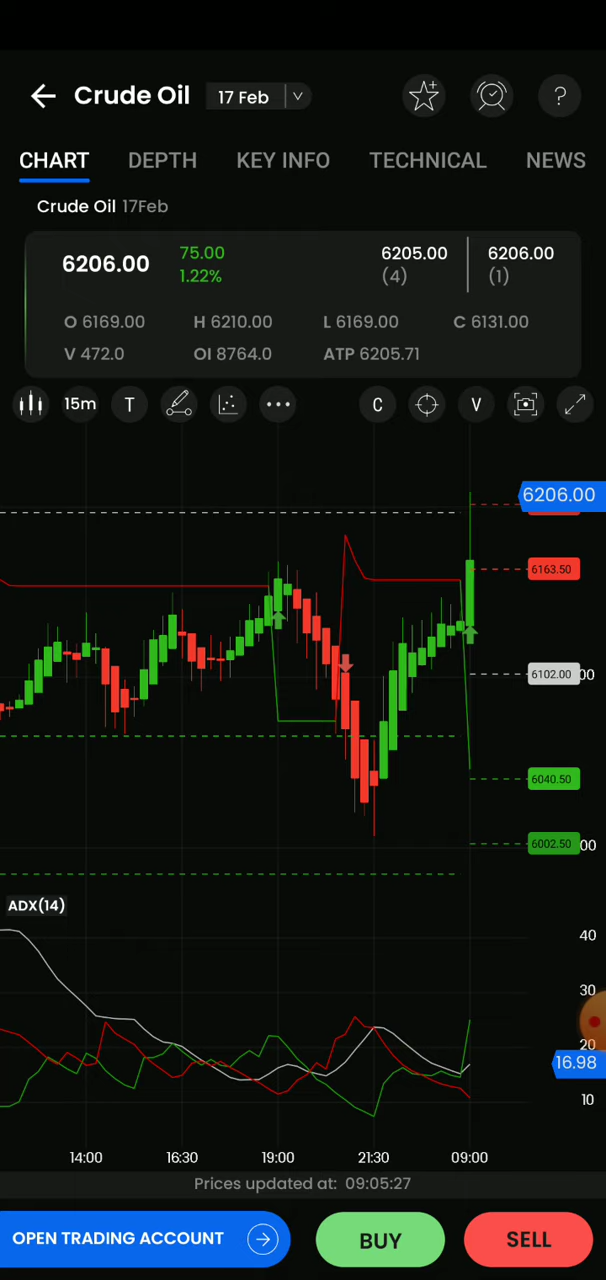 Crude Oil 17 Feb ?
CHART DEPTH KEY INFO TECHNICAL NEWS
Crude Oil 17Feb
6206.00 75.00 6205.00 6206.00
1.22% (4) (1)
O 6169.00 H 6210.00 L 6169.00 C 6131.00
V 472.0 OI 8764.0 ATP 6205.71
15m T C V
6206.00
6163.50
6102.00 00
6040.50
6002.50 00
ADX(14)
40
30
20
16.98
10
14:00 16:30 19:00 21:30 09:00
Prices updated at: 09:05:27
OPEN TRADING ACCOUNT BUY SELL